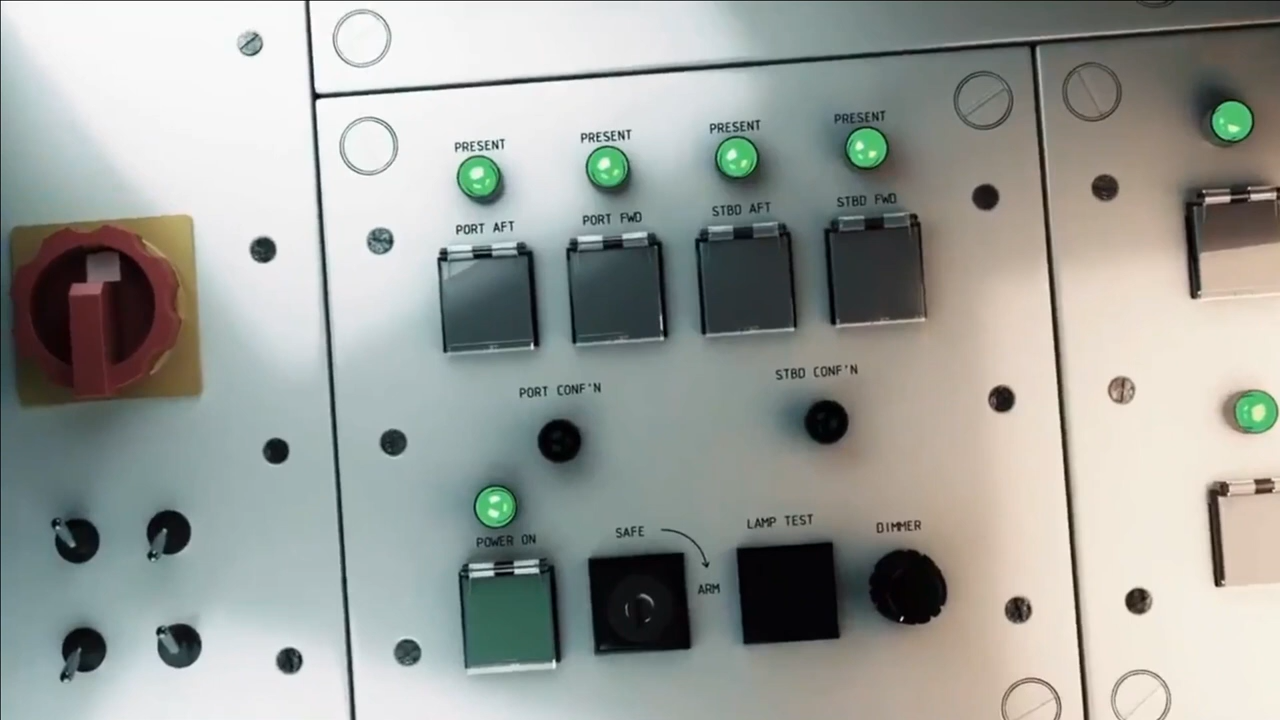 PRESENT PRESENT PRESENT PRESENT
PORT AFT PORT FWD STBD AFT STBD FWD
PORT CONF'N STBD CONF'N
POWER ON SAFE LAMP TEST DIMMER
ARM